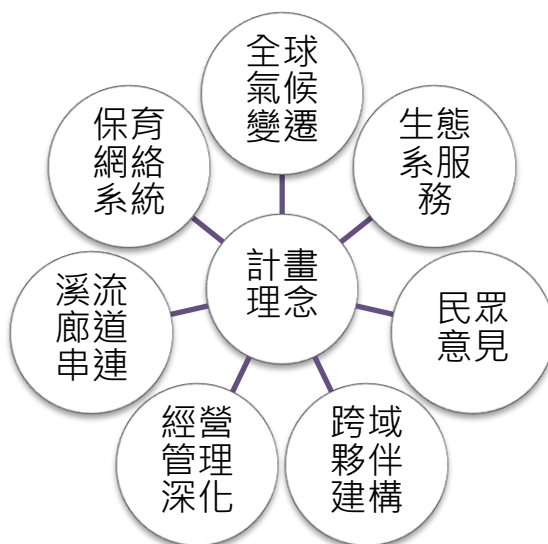 全球
氣候
變遷
生態
系服
務
民眾
意見
跨域
夥伴
建構
經營
管理
深化
溪流
廊道
串連
保育
網絡
系統
計畫
理念